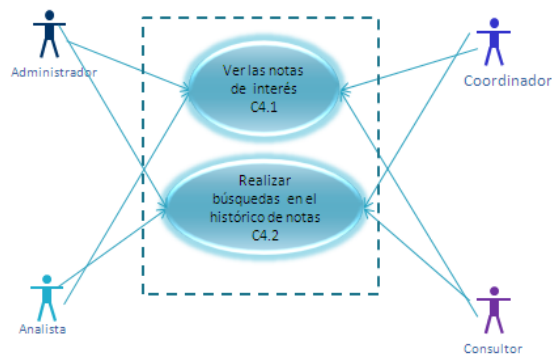 Administrador
Ver las notas
de interés
C4.1
Coordinador
Realizar
búsquedas en el
histórico de notas
C4.2
Analista
Consultor